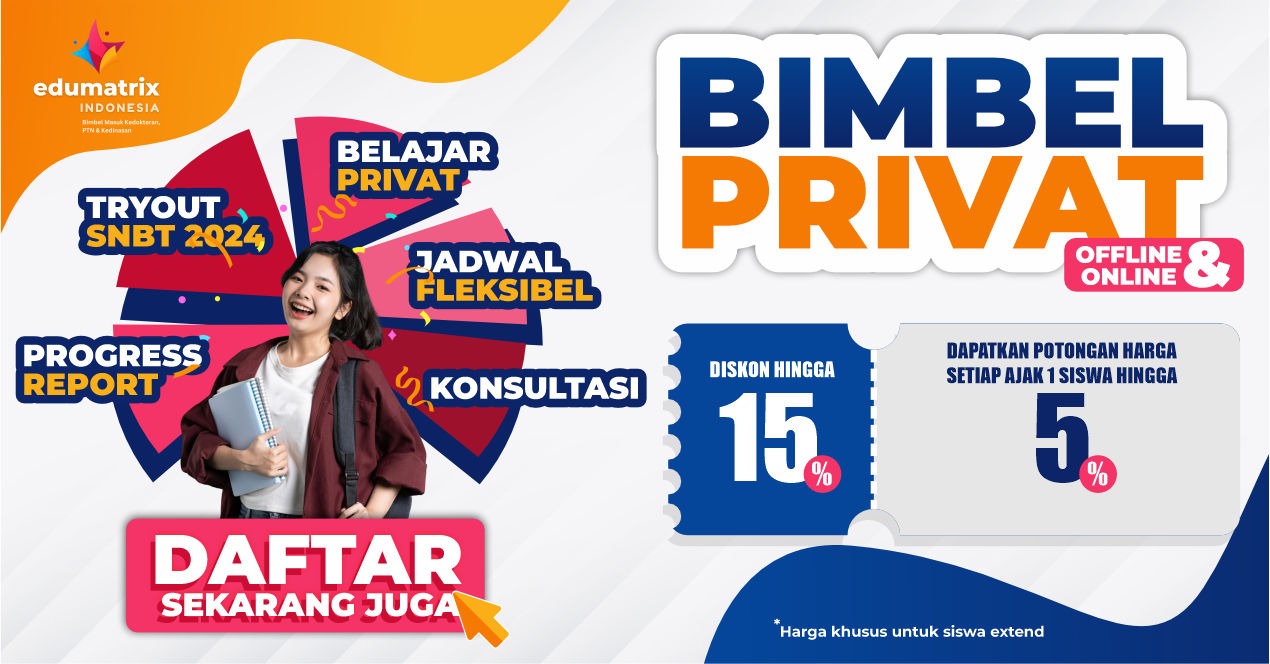 edumatrix
INDONESIA
Bimbel Masuk Kedokteran,
PTN & Kedinasan
BELAJAR
PRIVAT
TRYOUT
SNBT 2024
JADWAL
FLEKSIBEL
PROGRESS
REPORT
KONSULTASI
DAFTAR
SEKARANG JUGA
BIMBEL
PRIVAT
OFFLINE &
ONLINE
DISKON HINGGA
15%
DAPATKAN POTONGAN HARGA
SETIAP AJAK 1 SISWA HINGGA
5%
*Harga khusus untuk siswa extend